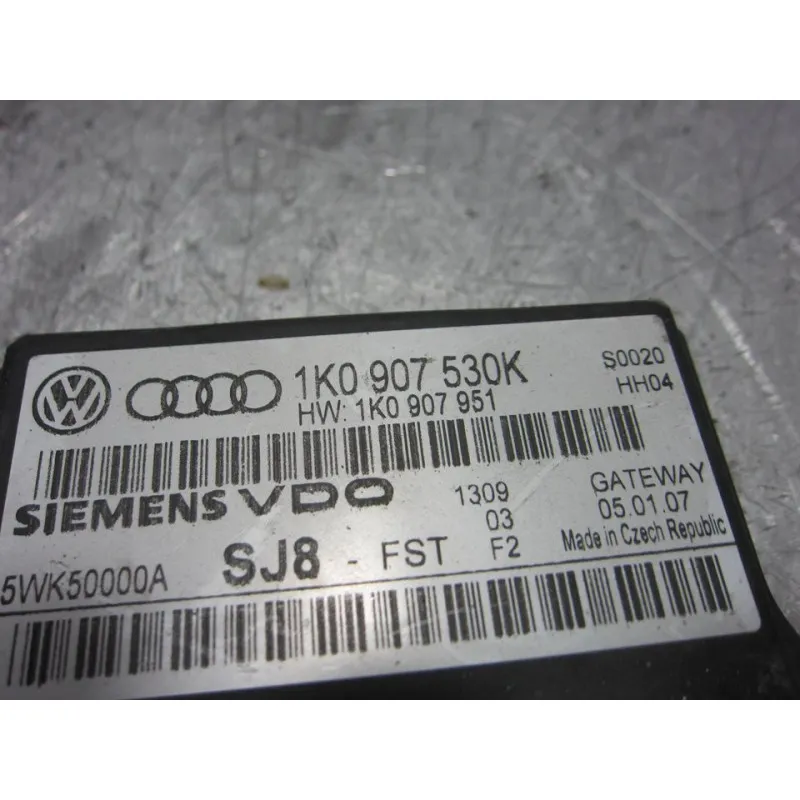 1K0 907 530K
S0020
HW: 1K0 907 951
HH04
SIEMENS VDO
1309
GATEWAY
03
05.01.07
5WK50000A
SJ8 - FST
F2
Made in Czech Republic